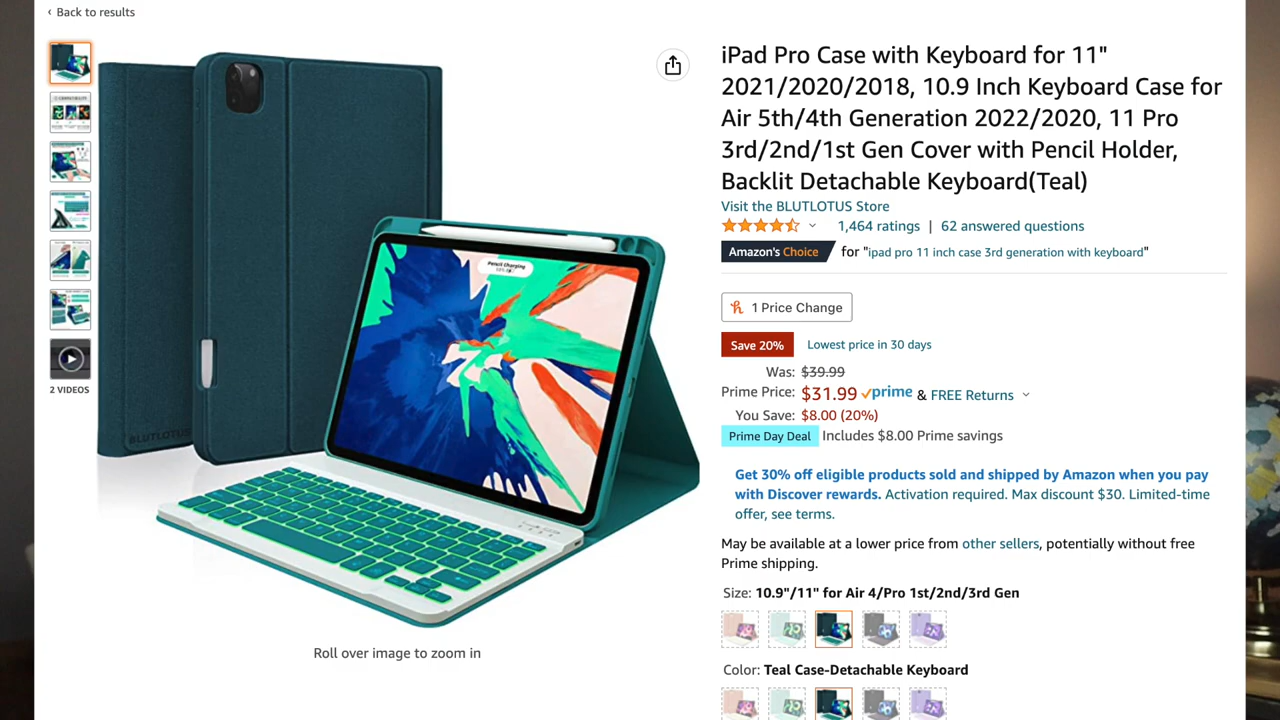 ‹ Back to results
iPad Pro Case with Keyboard for 11"
2021/2020/2018, 10.9 Inch Keyboard Case for
Air 5th/4th Generation 2022/2020, 11 Pro
3rd/2nd/1st Gen Cover with Pencil Holder,
Backlit Detachable Keyboard(Teal)
Visit the BLUTLOTUS Store
1,464 ratings | 62 answered questions
Amazon's Choice for "ipad pro 11 inch case 3rd generation with keyboard"
1 Price Change
Save 20% Lowest price in 30 days
Was: $39.99
Prime Price: $31.99 prime & FREE Returns
You Save: $8.00 (20%)
Prime Day Deal Includes $8.00 Prime savings
Get 30% off eligible products sold and shipped by Amazon when you pay
with Discover rewards. Activation required. Max discount $30. Limited-time
offer, see terms.
May be available at a lower price from other sellers, potentially without free
Prime shipping.
Size: 10.9"/11" for Air 4/Pro 1st/2nd/3rd Gen
Color: Teal Case-Detachable Keyboard
2 VIDEOS
BLUTLOTUS
Pencil Charging
Roll over image to zoom in